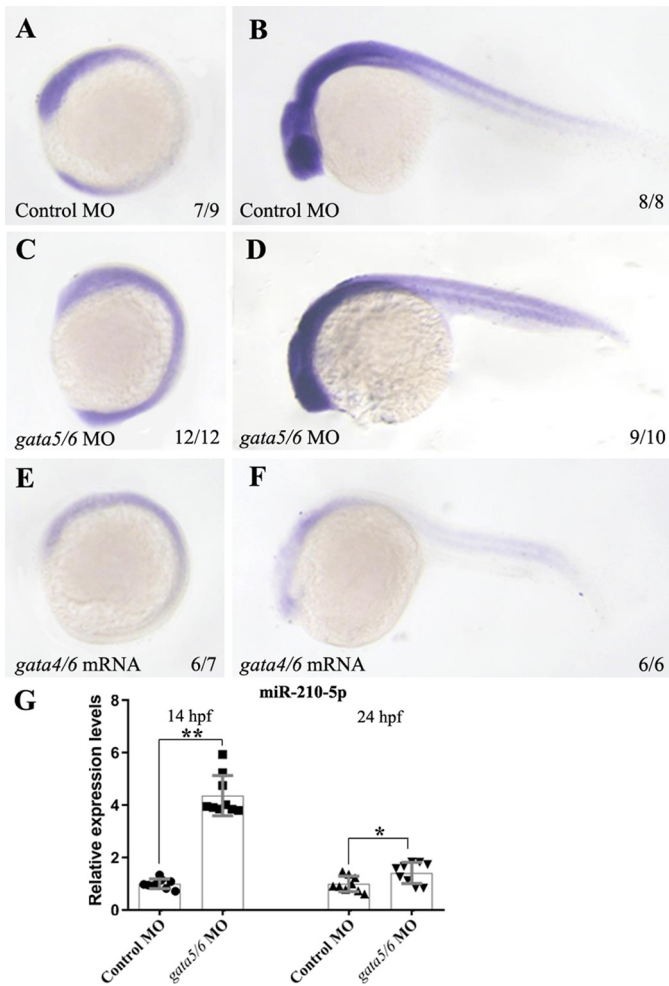 A
Control MO 7/9
B
Control MO 8/8
C
gata5/6 MO 12/12
D
gata5/6 MO 9/10
E
gata4/6 mRNA 6/7
F
gata4/6 mRNA 6/6
G
miR-210-5p
Relative expression levels
8
6
4
2
0
14 hpf
24 hpf
**
*
Control MO
gata5/6 MO
Control MO
gata5/6 MO